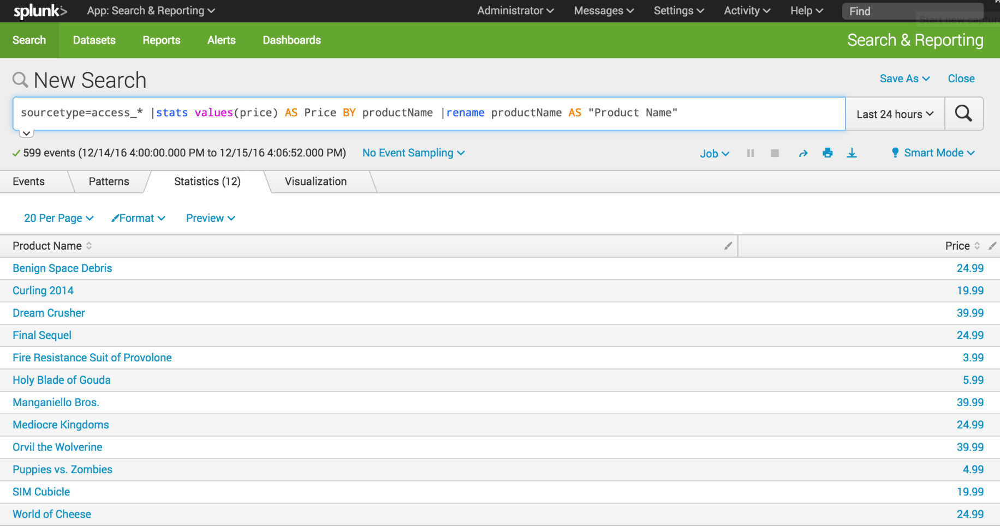 splunk> App: Search & Reporting Administrator Messages Settings Activity Help Find
Start new capture
Search Datasets Reports Alerts Dashboards Search & Reporting
New Search Save As Close
sourcetype=access_* |stats values(price) AS Price BY productName |rename productName AS "Product Name" Last 24 hours
599 events (12/14/16 4:00:00.000 PM to 12/15/16 4:06:52.000 PM) No Event Sampling Job Smart Mode
Events Patterns Statistics (12) Visualization
20 Per Page Format Preview
Product Name Price
Benign Space Debris 24.99
Curling 2014 19.99
Dream Crusher 39.99
Final Sequel 24.99
Fire Resistance Suit of Provolone 3.99
Holy Blade of Gouda 5.99
Manganiello Bros. 39.99
Mediocre Kingdoms 24.99
Orvil the Wolverine 39.99
Puppies vs. Zombies 4.99
SIM Cubicle 19.99
World of Cheese 24.99